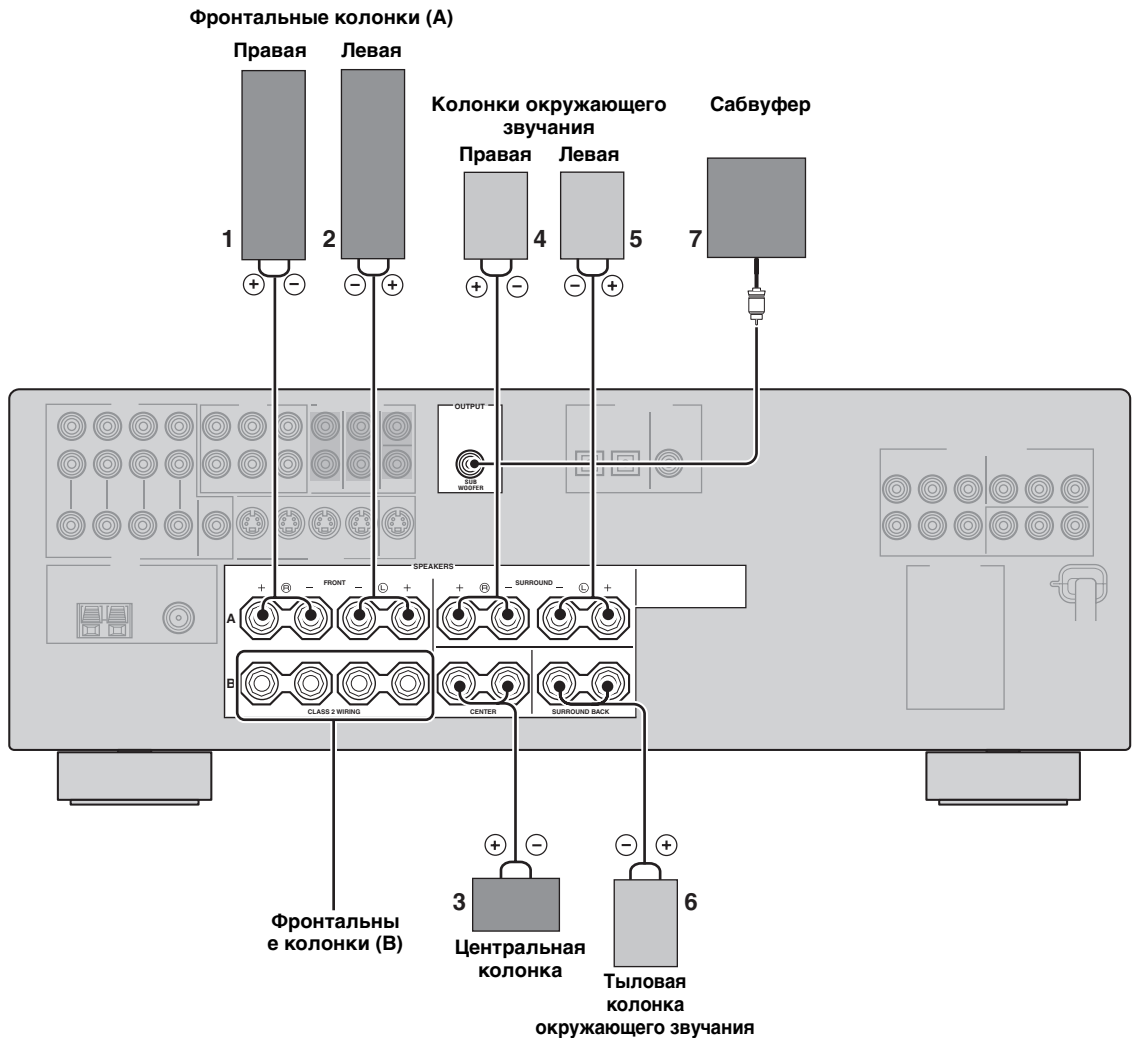 Фронтальные колонки (A)
Правая
Левая
Колонки окружающего
звучания
Сабвуфер
Правая
Левая
1
2
4
5
7
+ − − + + − − +
OUTPUT
SUB
WOOFER
SPEAKERS
+ R − FRONT − L +
+ R − SURROUND − L +
A
B
CLASS 2 WIRING
CENTER
SURROUND BACK
+ − − +
3
6
Фронтальны
е колонки (B)
Центральная
колонка
Тыловая
колонка
окружающего звучания